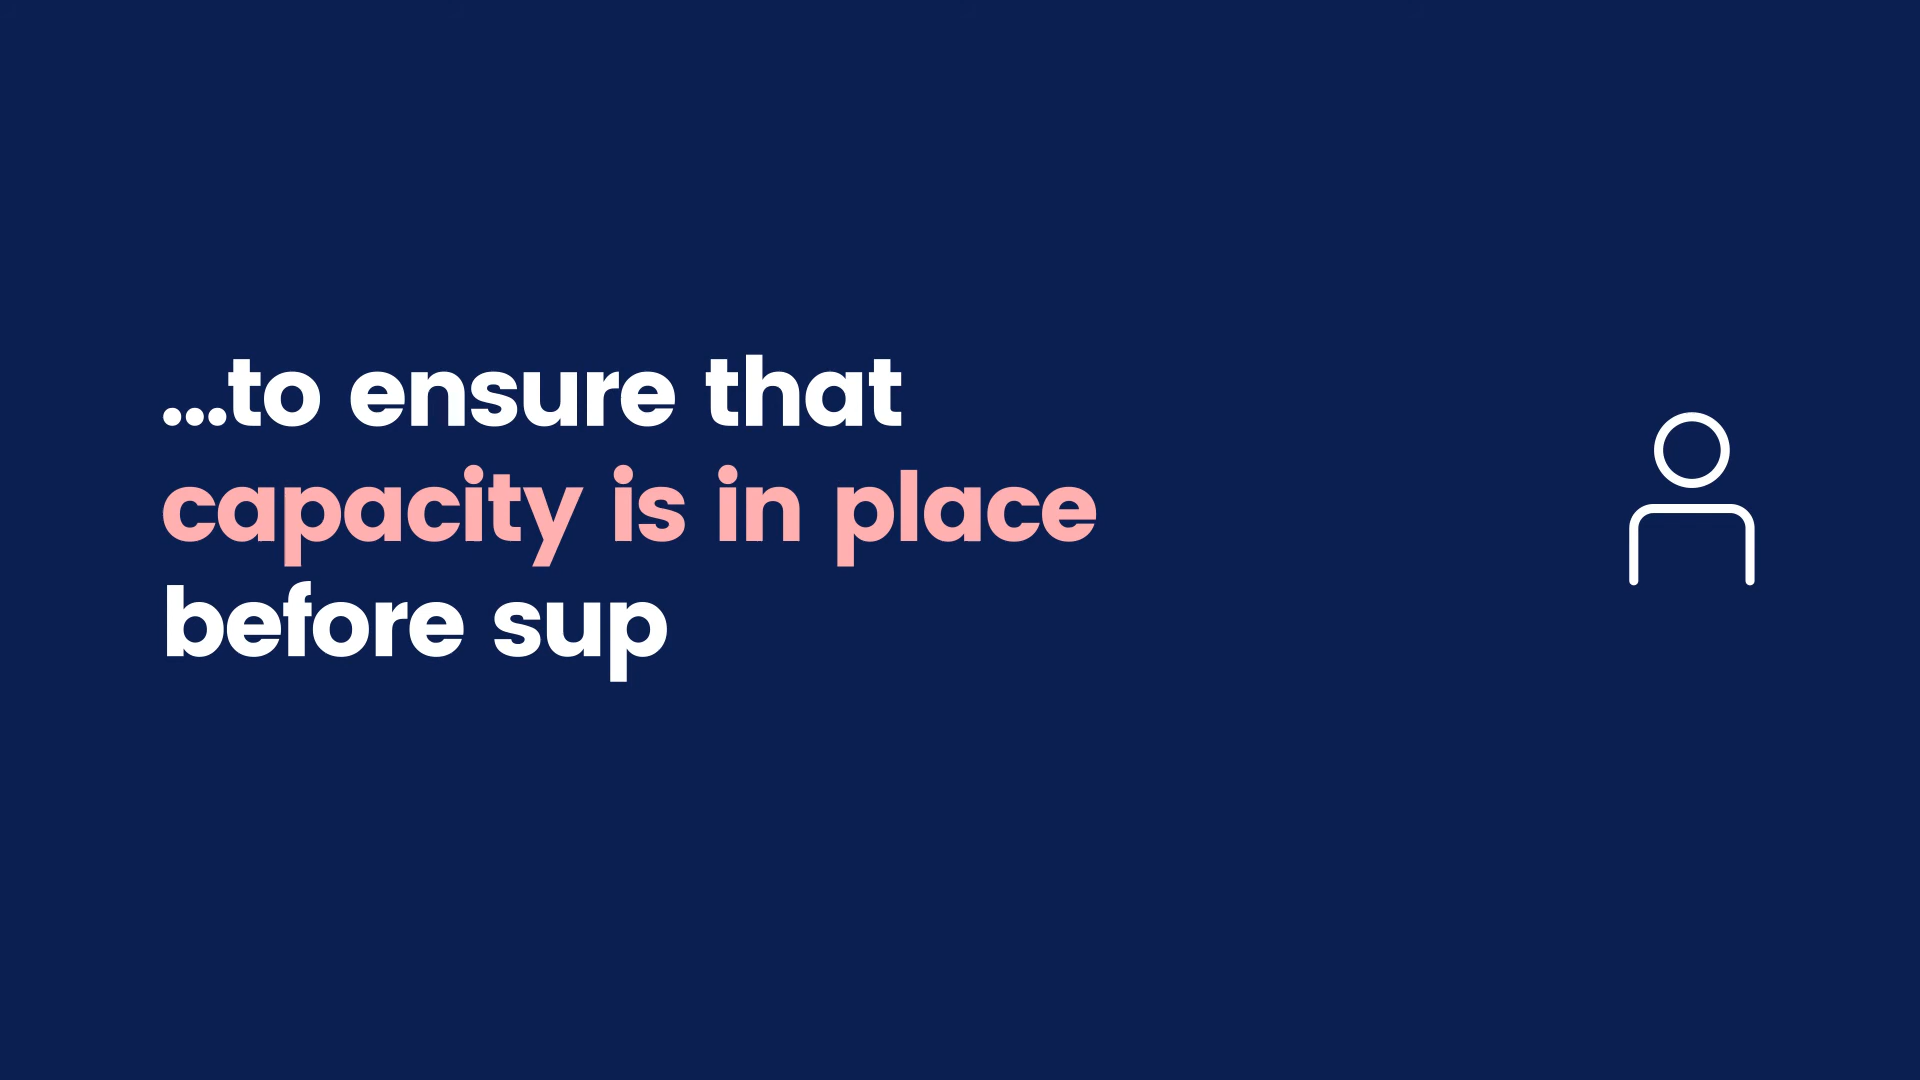 ...to ensure that
capacity is in place
before sup